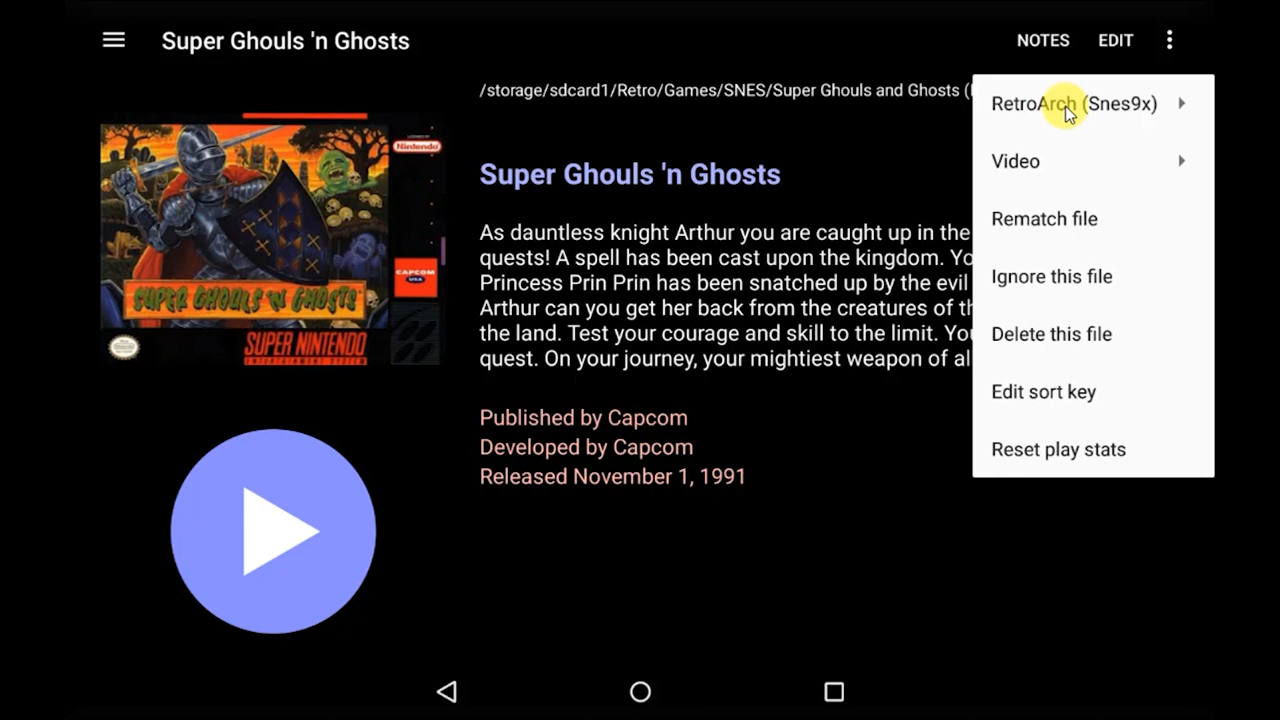 Super Ghouls 'n Ghosts
NOTES
EDIT
/storage/sdcard1/Retro/Games/SNES/Super Ghouls and Ghosts (
RetroArch (Snes9x)
Video
Rematch file
Ignore this file
Delete this file
Edit sort key
Reset play stats
Nintendo
CAPCOM
USA
SUPER GHOULS 'N GHOSTS
SUPER NINTENDO
ENTERTAINMENT SYSTEM
Super Ghouls 'n Ghosts
As dauntless knight Arthur you are caught up in the
quests! A spell has been cast upon the kingdom. Yo
Princess Prin Prin has been snatched up by the evil
Arthur can you get her back from the creatures of th
the land. Test your courage and skill to the limit. Yo
quest. On your journey, your mightiest weapon of al
Published by Capcom
Developed by Capcom
Released November 1, 1991